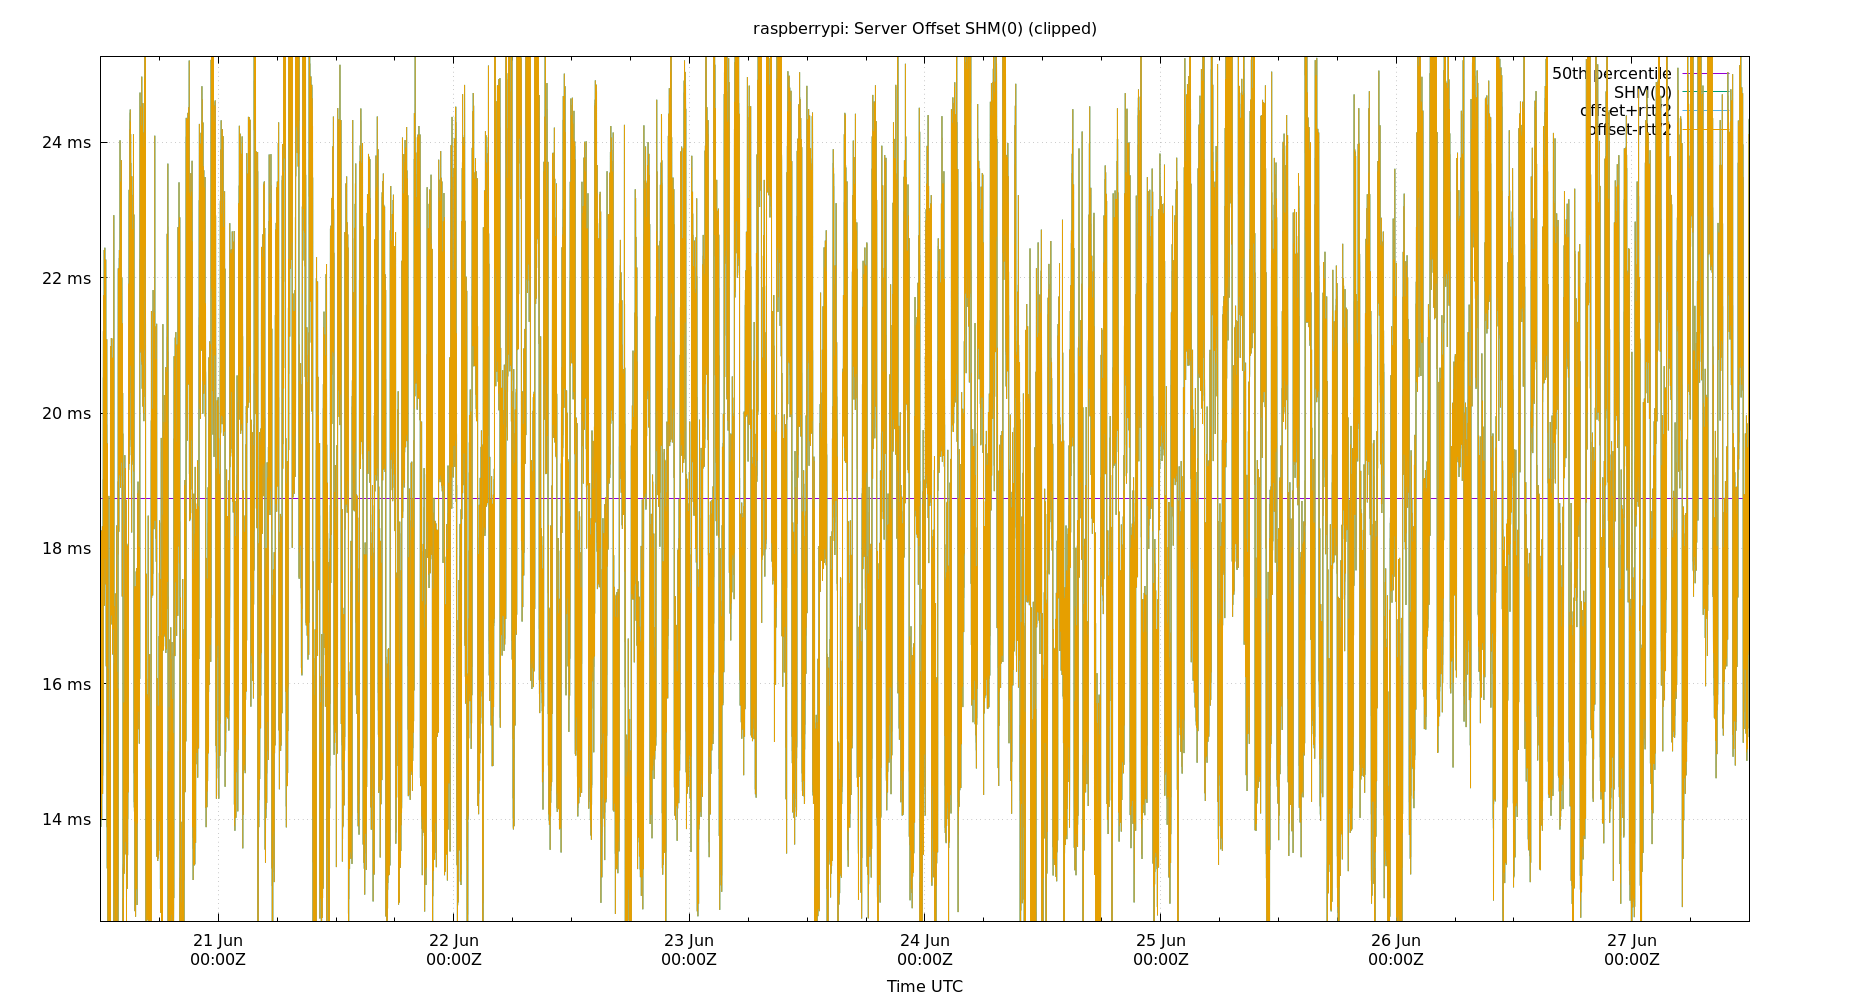 raspberrypi: Server Offset SHM(0) (clipped)
50th percentile
SHM(0)
offset+rtt/2
offset-rtt/2
24 ms
22 ms
20 ms
18 ms
16 ms
14 ms
21 Jun 22 Jun 23 Jun 24 Jun 25 Jun 26 Jun 27 Jun
00:00Z 00:00Z 00:00Z 00:00Z 00:00Z 00:00Z 00:00Z
Time UTC